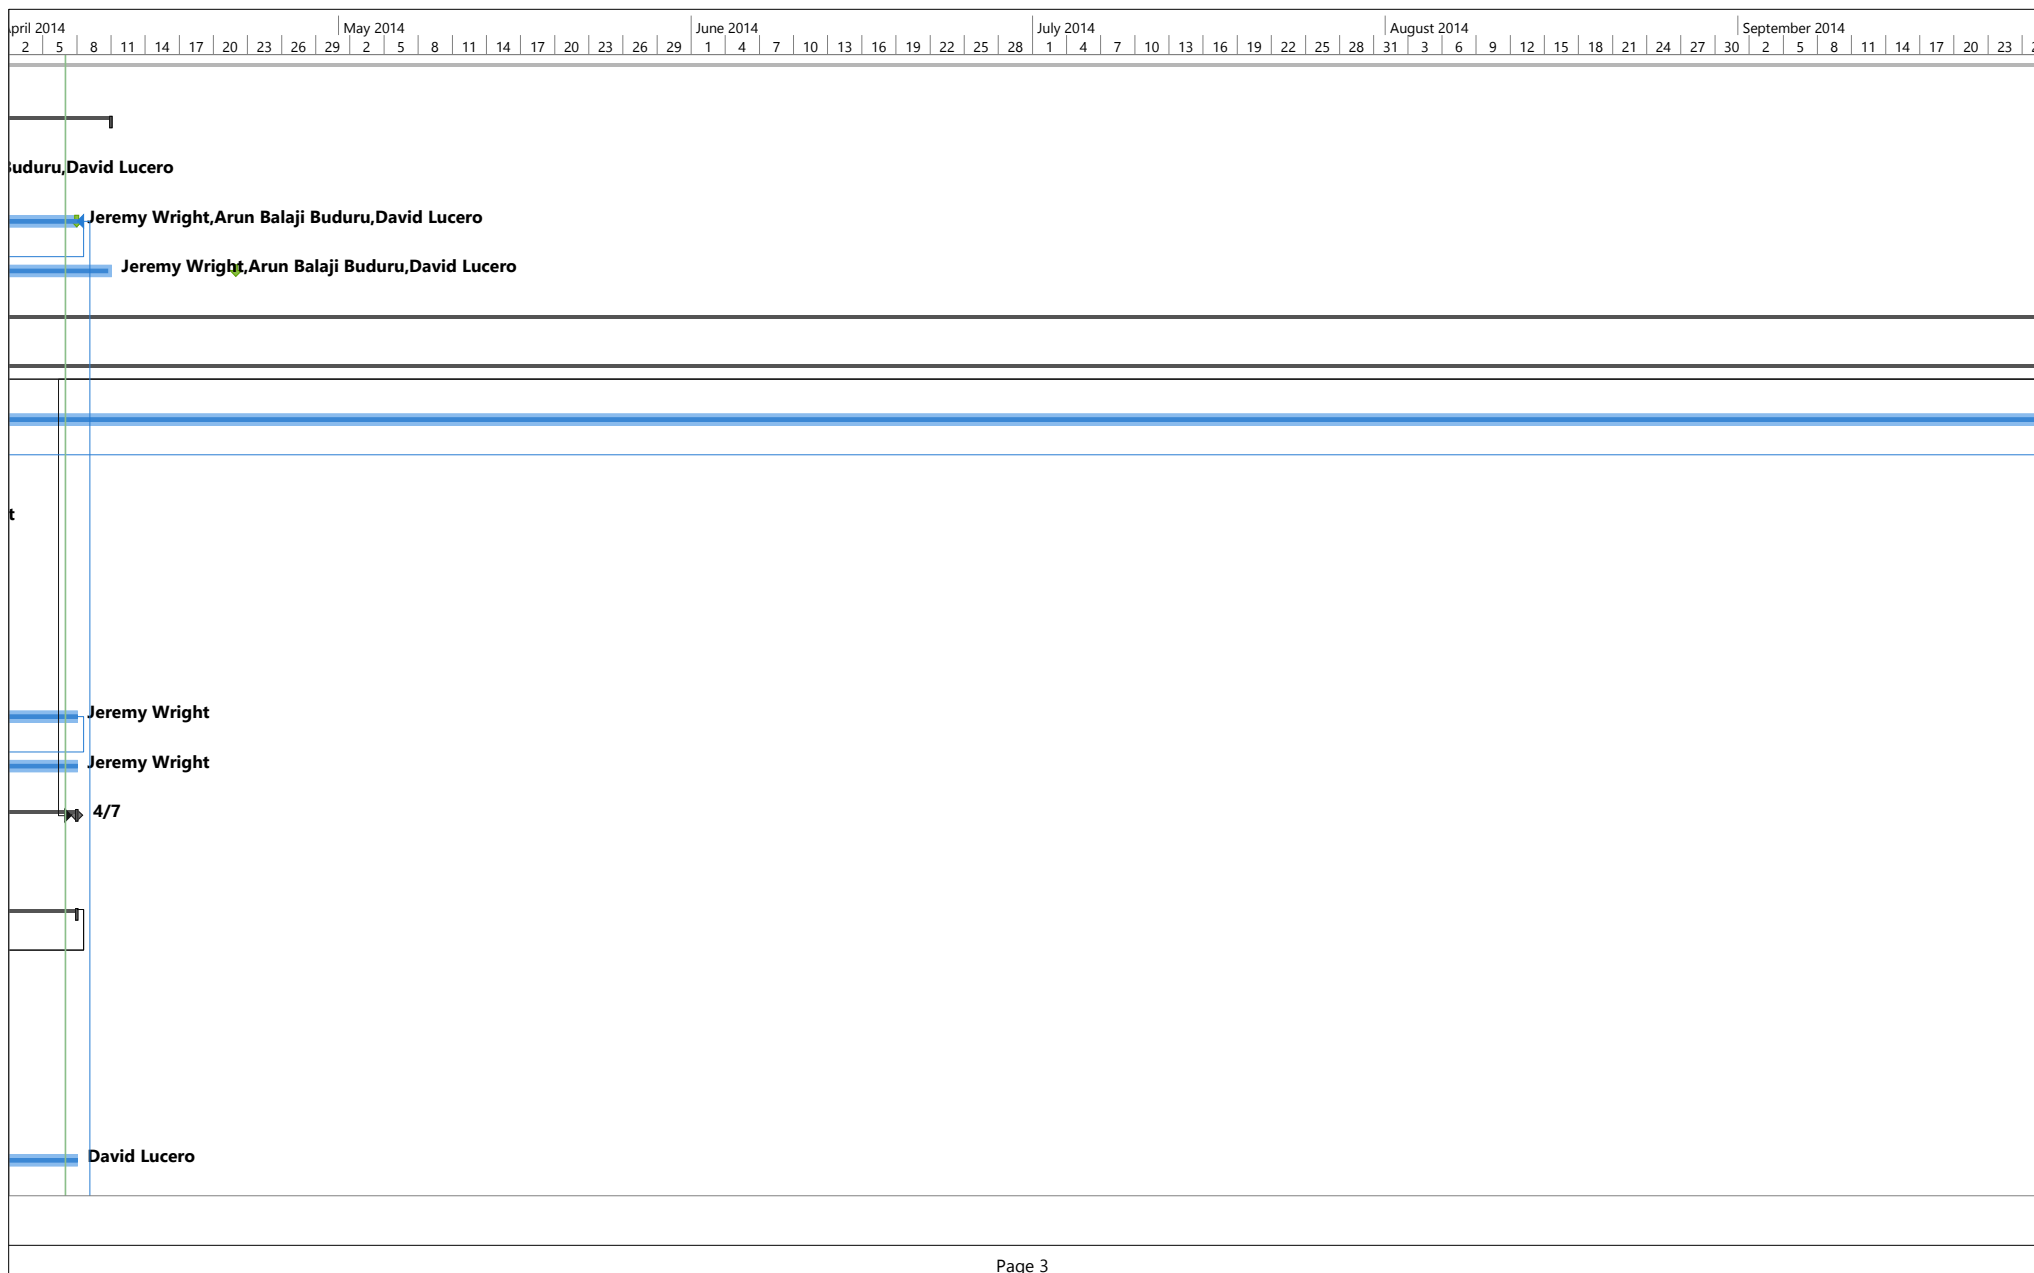 April 2014 May 2014 June 2014 July 2014 August 2014 September 2014
2 5 8 11 14 17 20 23 26 29 2 5 8 11 14 17 20 23 26 29 1 4 7 10 13 16 19 22 25 28 1 4 7 10 13 16 19 22 25 28 31 3 6 9 12 15 18 21 24 27 30 2 5 8 11 14 17 20 23
Buduru,David Lucero
Jeremy Wright,Arun Balaji Buduru,David Lucero
Jeremy Wright,Arun Balaji Buduru,David Lucero
t
Jeremy Wright
Jeremy Wright
4/7
David Lucero
Page 3